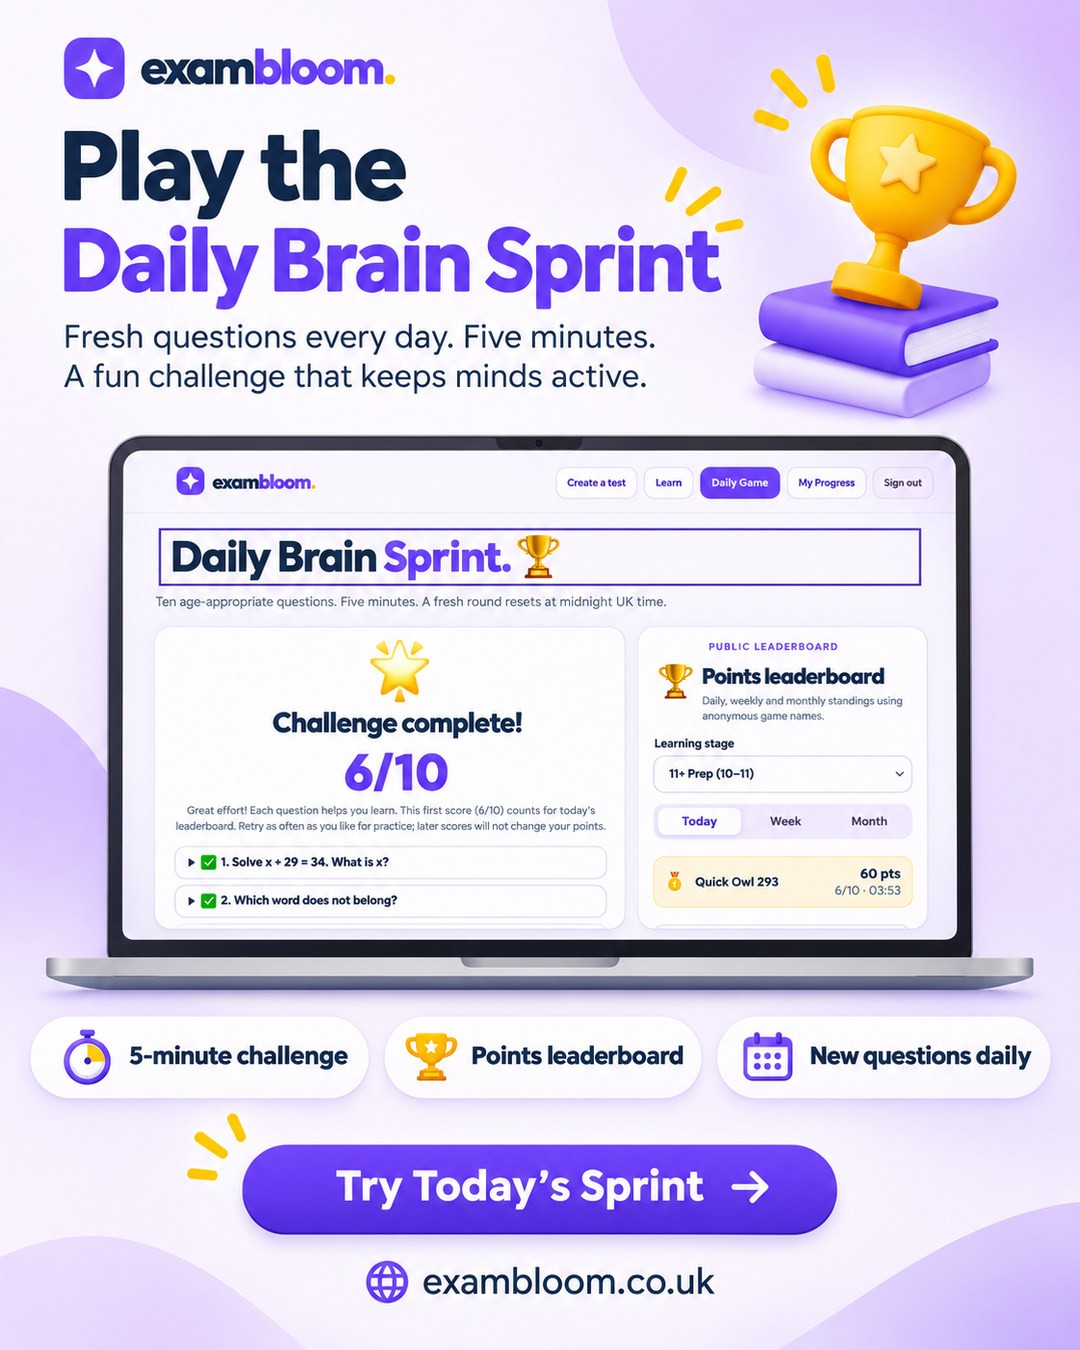 exambloom.
Play the
Daily Brain Sprint
Fresh questions every day. Five minutes.
A fun challenge that keeps minds active.
exambloom.
Create a test
Learn
Daily Game
My Progress
Sign out
Daily Brain Sprint.
Ten age-appropriate questions. Five minutes. A fresh round resets at midnight UK time.
Challenge complete!
6/10
Great effort! Each question helps you learn. This first score (6/10) counts for today's
leaderboard. Retry as often as you like for practice; later scores will not change your points.
1. Solve x + 29 = 34. What is x?
2. Which word does not belong?
PUBLIC LEADERBOARD
Points leaderboard
Daily, weekly and monthly standings using
anonymous game names.
Learning stage
11+ Prep (10–11)
Today
Week
Month
1
Quick Owl 293
60 pts
6/10 · 03:53
5-minute challenge
Points leaderboard
New questions daily
Try Today's Sprint →
exambloom.co.uk